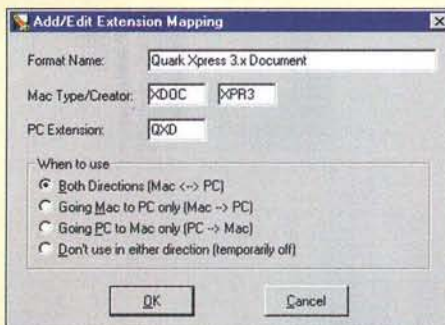 Add/Edit Extension Mapping
Format Name: Quark Xpress 3.x Document
Mac Type/Creator: XDOC XPR3
PC Extension: QXD
When to use
Both Directions (Mac <--> PC)
Going Mac to PC only (Mac --> PC)
Going PC to Mac only (PC --> Mac)
Don't use in either direction (temporarily off)
OK Cancel